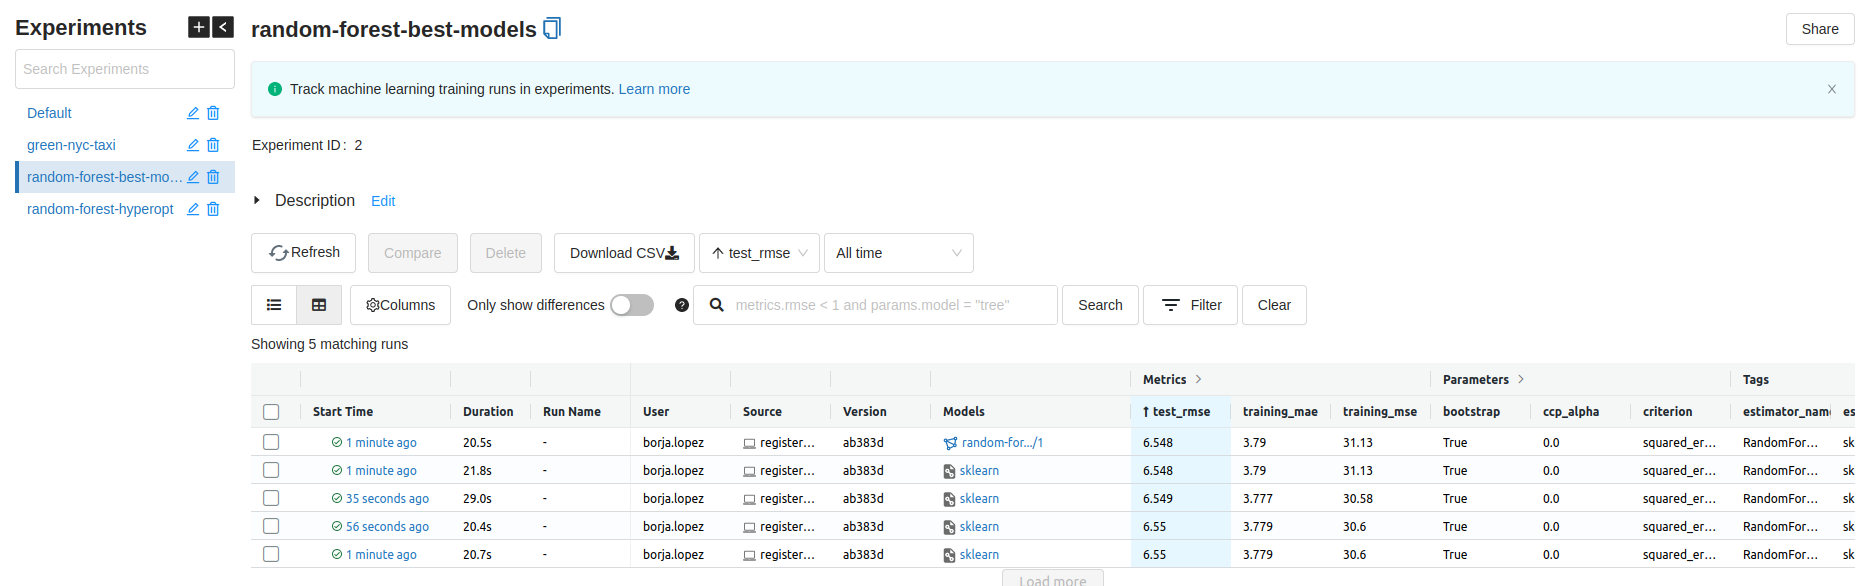 Experiments
random-forest-best-models
Share
Search Experiments
Track machine learning training runs in experiments. Learn more
Default
green-nyc-taxi
Experiment ID: 2
random-forest-best-mo...
random-forest-hyperopt
Description Edit
Refresh Compare Delete Download CSV test_rmse All time
Columns Only show differences metrics.rmse < 1 and params.model = "tree" Search Filter Clear
Showing 5 matching runs
Metrics Parameters Tags
Start Time Duration Run Name User Source Version Models ↑ test_rmse training_mae training_mse bootstrap ccp_alpha criterion estimator_nam es
1 minute ago 20.5s - borja.lopez register... ab383d random-for.../1 6.548 3.79 31.13 True 0.0 squared_er... RandomFor... sk
1 minute ago 21.8s - borja.lopez register... ab383d sklearn 6.548 3.79 31.13 True 0.0 squared_er... RandomFor... sk
35 seconds ago 29.0s - borja.lopez register... ab383d sklearn 6.549 3.777 30.58 True 0.0 squared_er... RandomFor... sk
56 seconds ago 20.4s - borja.lopez register... ab383d sklearn 6.55 3.779 30.6 True 0.0 squared_er... RandomFor... sk
1 minute ago 20.7s - borja.lopez register... ab383d sklearn 6.55 3.779 30.6 True 0.0 squared_er... RandomFor... sk
Load more